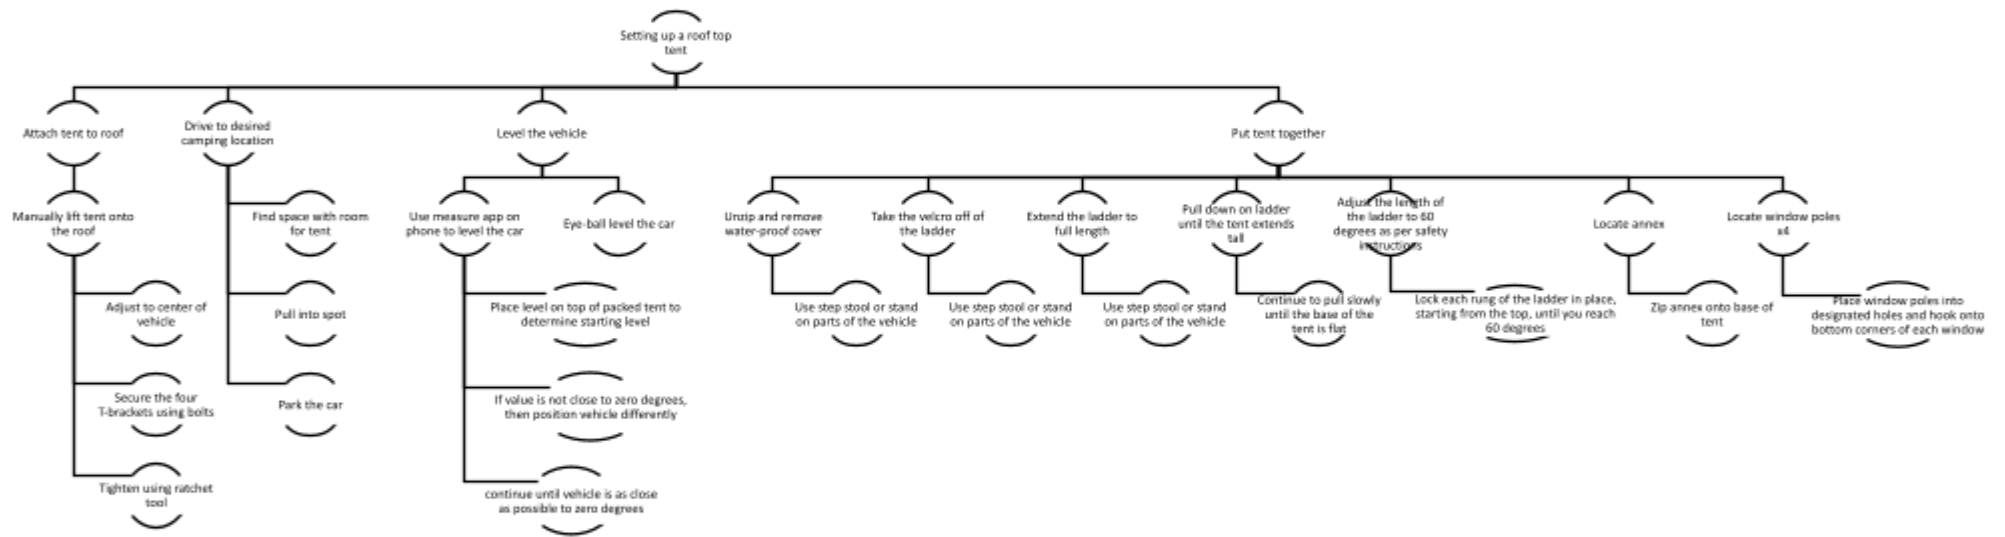 Setting up a roof top
tent
Attach tent to roof
Drive to desired
camping location
Level the vehicle
Put tent together
Manually lift tent onto
the roof
Find space with room
for tent
Use measure app on
phone to level the car
Eye-ball level the car
Unzip and remove
water-proof cover
Take the velcro off of
the ladder
Extend the ladder to
full length
Pull down on ladder
until the tent extends
tall
Adjust the length of
the ladder to 60
degrees as per safety
instructions
Locate annex
Locate window poles
x4
Adjust to center of
vehicle
Pull into spot
Place level on top of packed tent to
determine starting level
Use step stool or stand
on parts of the vehicle
Use step stool or stand
on parts of the vehicle
Use step stool or stand
on parts of the vehicle
Continue to pull slowly
until the base of the
tent is flat
Lock each rung of the ladder in place,
starting from the top, until you reach
60 degrees
Zip annex onto base of
tent
Place window poles into
designated holes and hook onto
bottom corners of each window
Secure the four
T-brackets using bolts
Park the car
If value is not close to zero degrees,
then position vehicle differently
Tighten using ratchet
tool
continue until vehicle is as close
as possible to zero degrees